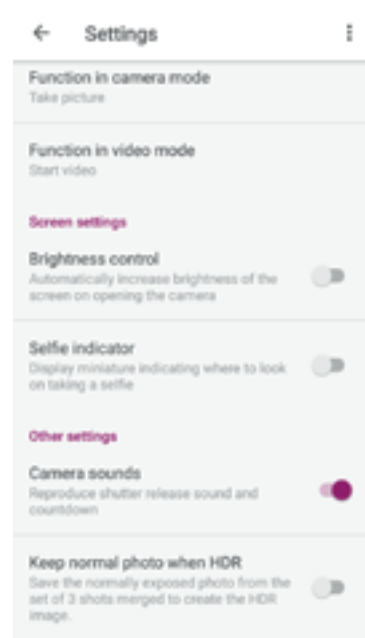 Settings
Function in camera mode
Take picture
Function in video mode
Start video
Screen settings
Brightness control
Automatically increase brightness of the
screen on opening the camera
Selfie indicator
Display miniature indicating where to look
on taking a selfie
Other settings
Camera sounds
Reproduce shutter release sound and
countdown
Keep normal photo when HDR
Save the normally exposed photo from the
set of 3 shots merged to create the HDR
image.